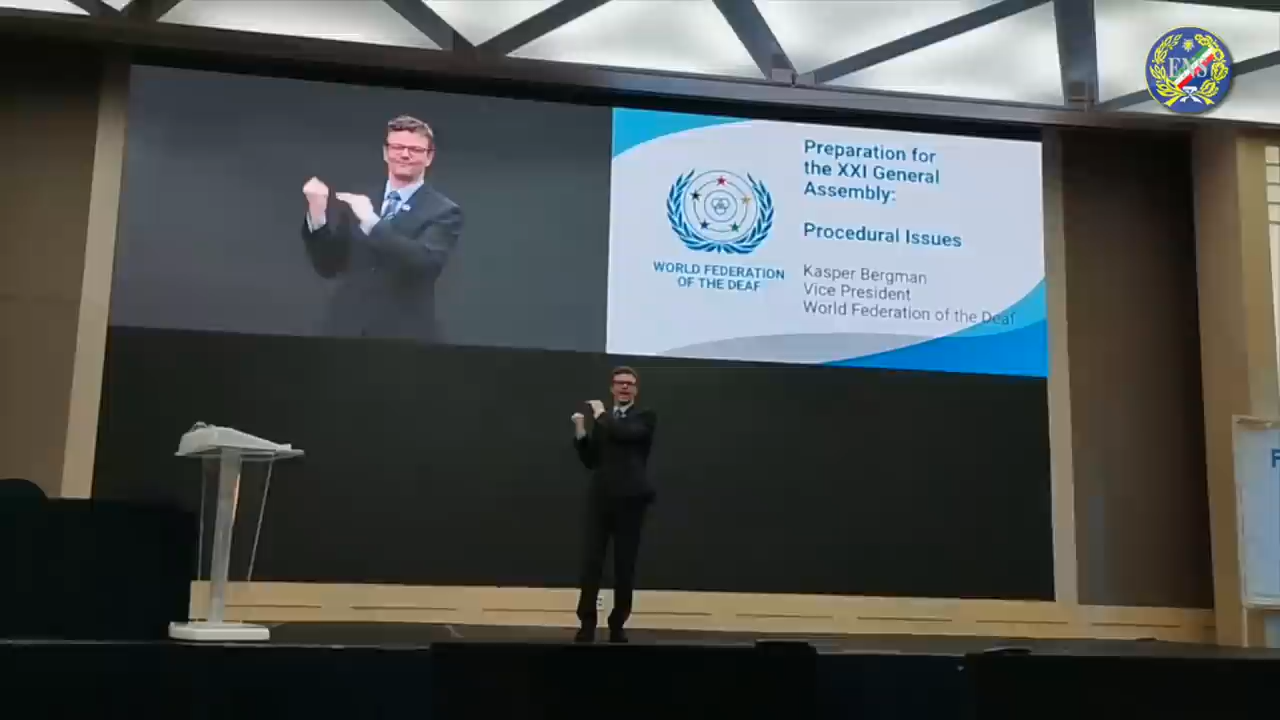 ENS
Preparation for
the XXI General
Assembly:
Procedural Issues
WORLD FEDERATION
OF THE DEAF
Kasper Bergman
Vice President
World Federation of the Deaf
F